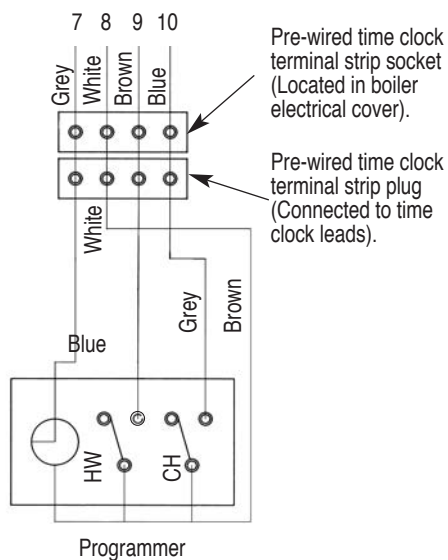 7 8 9 10
Grey
White
Brown
Blue
Pre-wired time clock
terminal strip socket
(Located in boiler
electrical cover).
Pre-wired time clock
terminal strip plug
(Connected to time
clock leads).
White
Grey
Brown
Blue
HW
CH
Programmer